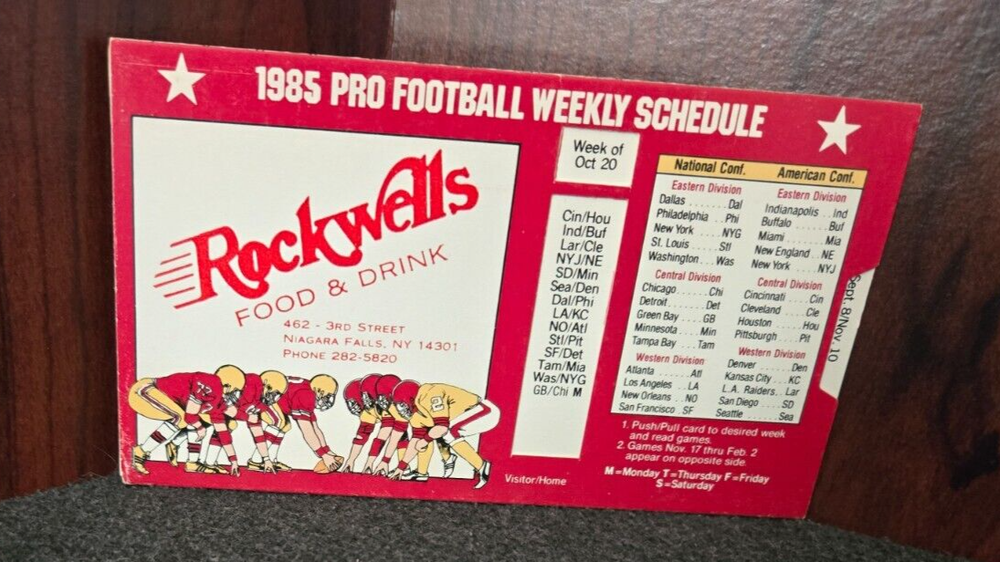 1985 PRO FOOTBALL WEEKLY SCHEDULE
Rockwells
FOOD & DRINK
462 - 3RD STREET
NIAGARA FALLS, NY 14301
PHONE 282-5820
Week of
Oct 20
Cin/Hou
Ind/Buf
Lar/Cle
NYJ/NE
SD/Min
Sea/Den
Dal/Phi
LA/KC
NO/Atl
Stl/Pit
SF/Det
Tam/Mia
Was/NYG
GB/Chi M
Visitor/Home
National Conf.
Eastern Division
Dallas ....... Dal
Philadelphia .. Phi
New York .... NYG
St. Louis .... Stl
Washington .. Was
Central Division
Chicago ..... Chi
Detroit ...... Det
Green Bay ... GB
Minnesota ... Min
Tampa Bay ... Tam
Western Division
Atlanta ...... Atl
Los Angeles .. LA
New Orleans .. NO
San Francisco . SF
American Conf.
Eastern Division
Indianapolis .. Ind
Buffalo ...... Buf
Miami ....... Mia
New England .. NE
New York .... NYJ
Central Division
Cincinnati .... Cin
Cleveland .... Cle
Houston ..... Hou
Pittsburgh .... Pit
Western Division
Denver ...... Den
Kansas City ... KC
L.A. Raiders .. Lar
San Diego .... SD
Seattle ...... Sea
1. Push/Pull card to desired week
and read games.
2. Games Nov. 17 thru Feb. 2
appear on opposite side.
M=Monday T=Thursday F=Friday
S=Saturday
Sept. 8/Nov. 10